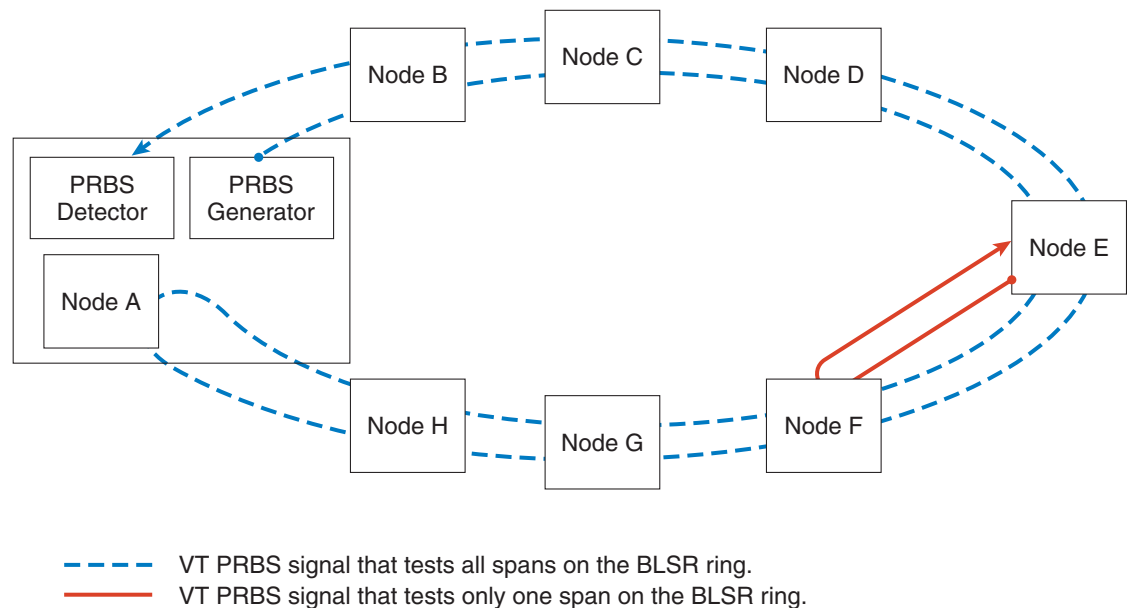 Node B
Node C
Node D
PRBS
Detector
PRBS
Generator
Node E
Node A
Node H
Node G
Node F
VT PRBS signal that tests all spans on the BLSR ring.
VT PRBS signal that tests only one span on the BLSR ring.